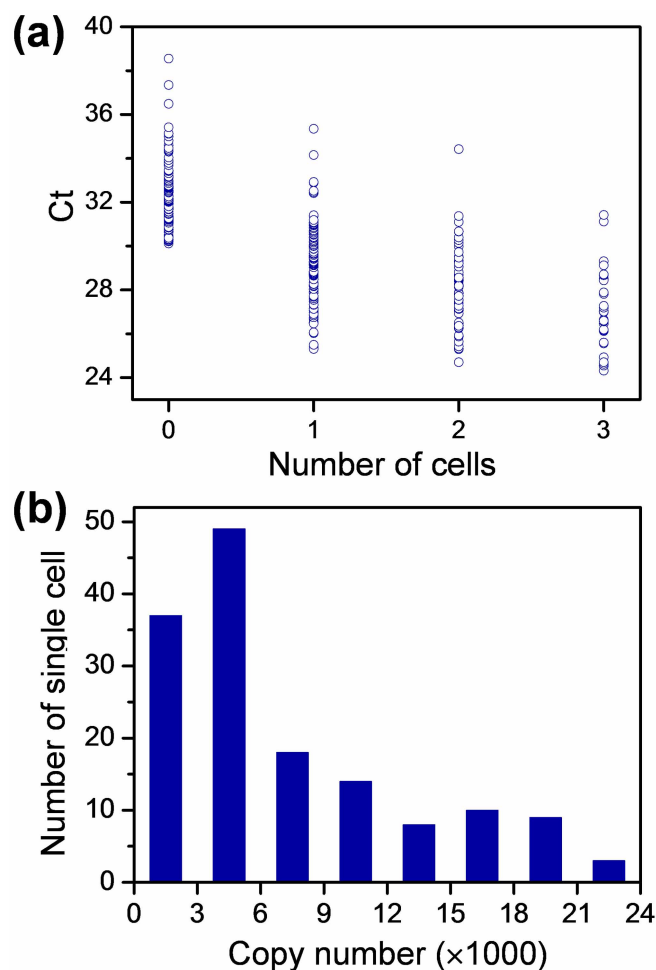 (a)
40
36
32
28
24
Ct
0 1 2 3
Number of cells
(b)
50
40
30
20
10
0
Number of single cell
0 3 6 9 12 15 18 21 24
Copy number (×1000)